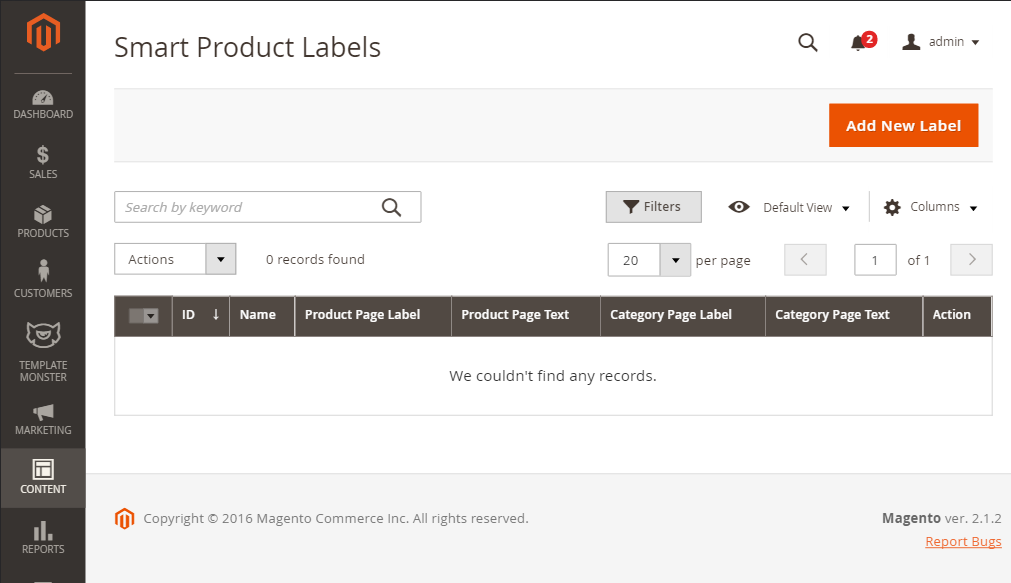 Smart Product Labels
2
admin
DASHBOARD
SALES
PRODUCTS
CUSTOMERS
TEMPLATE
MONSTER
MARKETING
CONTENT
REPORTS
Add New Label
Search by keyword
Filters
Default View
Columns
Actions
0 records found
20
per page
1
of 1
ID ↓ Name Product Page Label Product Page Text Category Page Label Category Page Text Action
We couldn't find any records.
Copyright © 2016 Magento Commerce Inc. All rights reserved.
Magento ver. 2.1.2
Report Bugs